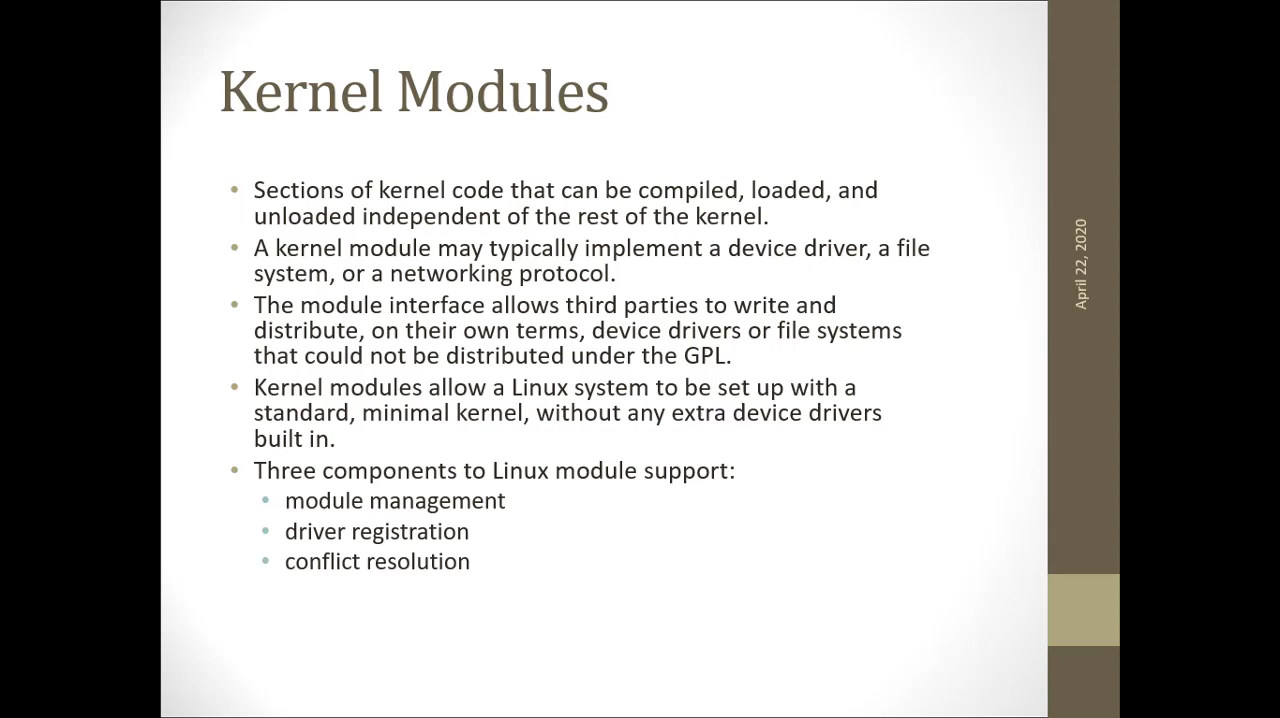 Kernel Modules
• Sections of kernel code that can be compiled, loaded, and
unloaded independent of the rest of the kernel.
• A kernel module may typically implement a device driver, a file
system, or a networking protocol.
• The module interface allows third parties to write and
distribute, on their own terms, device drivers or file systems
that could not be distributed under the GPL.
• Kernel modules allow a Linux system to be set up with a
standard, minimal kernel, without any extra device drivers
built in.
• Three components to Linux module support:
• module management
• driver registration
• conflict resolution
April 22, 2020